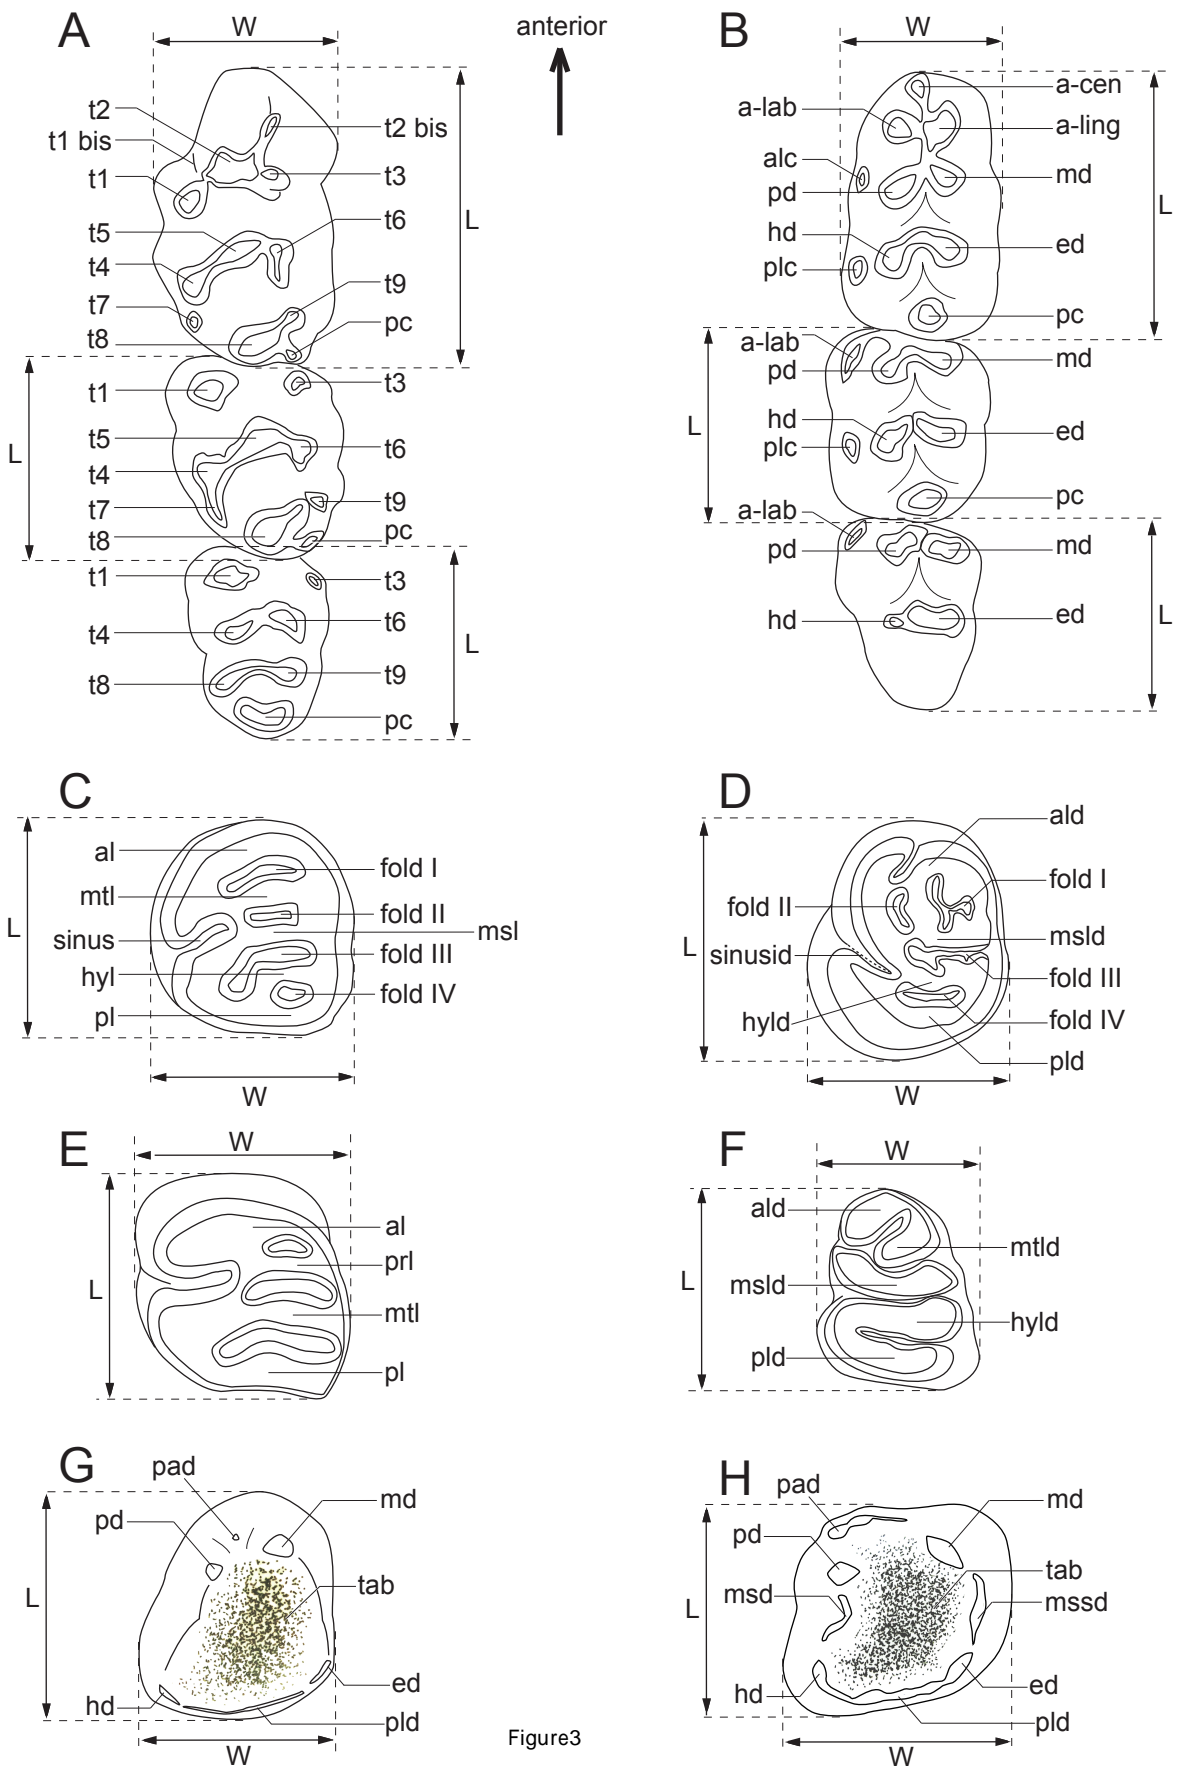 A
W
anterior
B
W
t2
t1 bis
t1
t5
t4
t7
t8
t2 bis
t3
t6
t9
pc
L
a-lab
alc
pd
hd
plc
a-cen
a-ling
md
ed
pc
L
L
t1
t5
t4
t7
t8
t3
t6
t9
pc
L
a-lab
pd
hd
plc
md
ed
pc
t1
t4
t8
t3
t6
t9
pc
L
a-lab
pd
hd
md
ed
L
C
L
al
mtl
sinus
hyl
pl
fold I
fold II
msl
fold III
fold IV
W
D
L
fold II
sinusid
hyld
ald
fold I
msld
fold III
fold IV
pld
W
E
W
L
al
prl
mtl
pl
F
W
L
ald
msld
pld
mtld
hyld
G
L
pad
pd
md
tab
hd
ed
pld
W
H
L
pad
pd
msd
hd
md
tab
mssd
ed
pld
W
Figure3